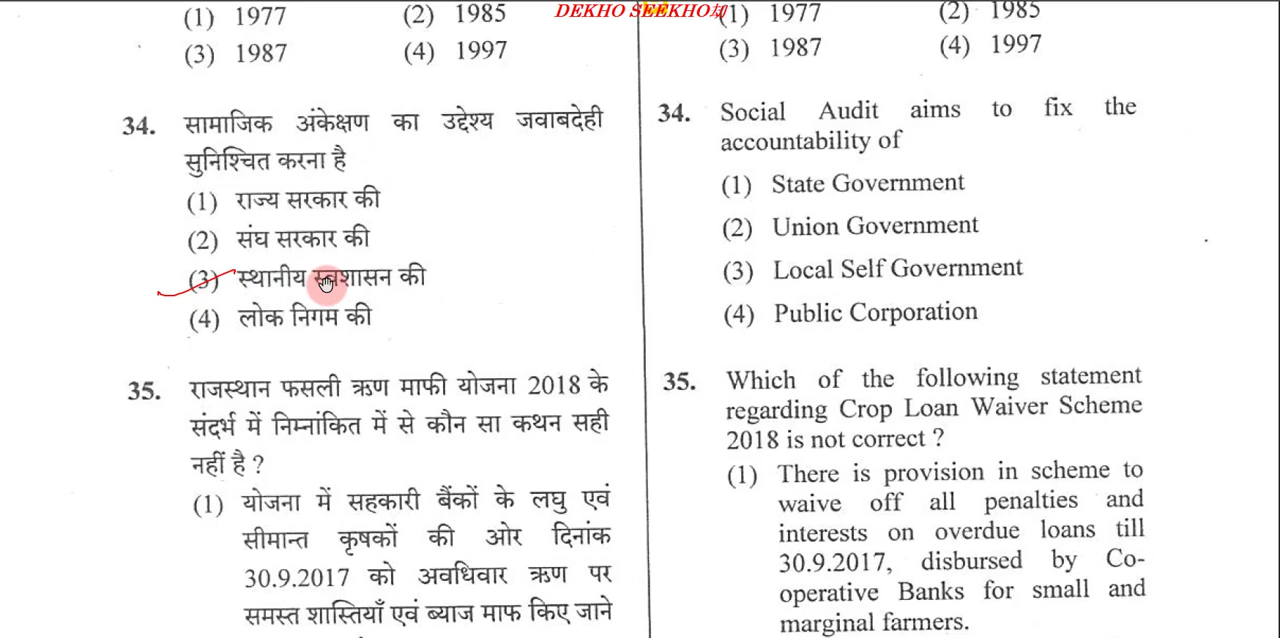 DEKHO SEEKHO
(1) 1977 (2) 1985
(3) 1987 (4) 1997
34. सामाजिक अंकेक्षण का उद्देश्य जवाबदेही
सुनिश्चित करना है
(1) राज्य सरकार की
(2) संघ सरकार की
(3) स्थानीय स्वशासन की
(4) लोक निगम की
35. राजस्थान फसली ऋण माफी योजना 2018 के
संदर्भ में निम्नांकित में से कौन सा कथन सही
नहीं है ?
(1) योजना में सहकारी बैंकों के लघु एवं
सीमान्त कृषकों की ओर दिनांक
30.9.2017 को अवधिवार ऋण पर
समस्त शास्तियाँ एवं ब्याज माफ किए जाने
(1) 1977 (2) 1985
(3) 1987 (4) 1997
34. Social Audit aims to fix the
accountability of
(1) State Government
(2) Union Government
(3) Local Self Government
(4) Public Corporation
35. Which of the following statement
regarding Crop Loan Waiver Scheme
2018 is not correct ?
(1) There is provision in scheme to
waive off all penalties and
interests on overdue loans till
30.9.2017, disbursed by Co-
operative Banks for small and
marginal farmers.